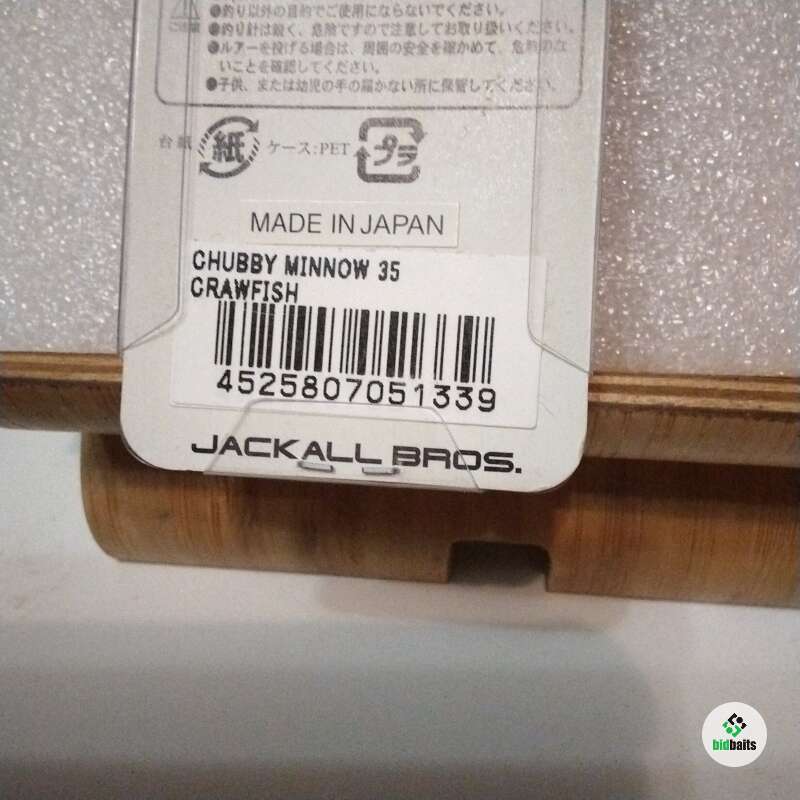 ●釣り以外の目的でご使用にならないでください。
●釣り針は鋭く、危険ですので注意してお取り扱いください。
●ルアーを投げる場合は、周囲の安全を確かめて、危険のな
いことを確認してください。
●子供、または幼児の手の届かない所に保管してください。
台紙 紙 ケース:PET プラ
MADE IN JAPAN
CHUBBY MINNOW 35
CRAWFISH
4525807051339
JACKALL BROS.
bidbaits